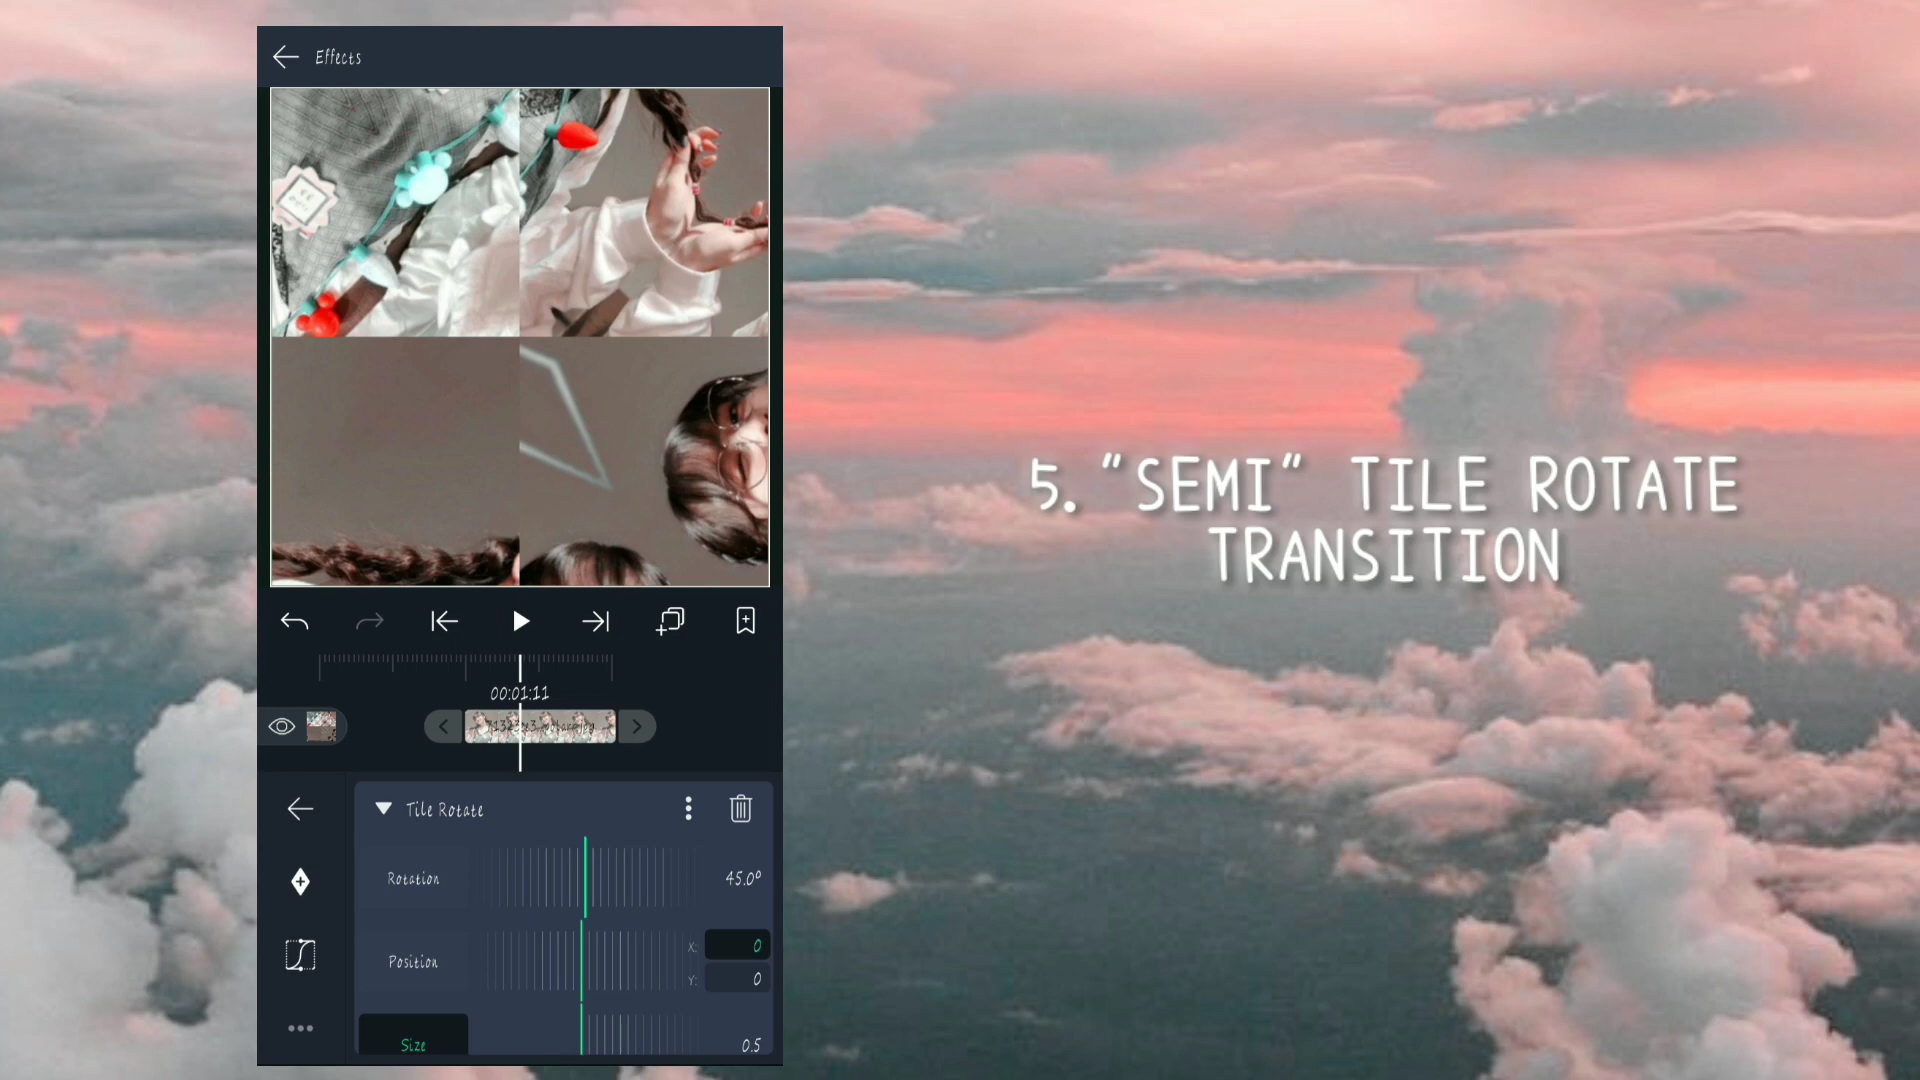 Effects
5. "SEMI" TILE ROTATE
TRANSITION
00:01:11
Tile Rotate
Rotation
45.0º
Position
X:
0
Y:
0
Size
0.5